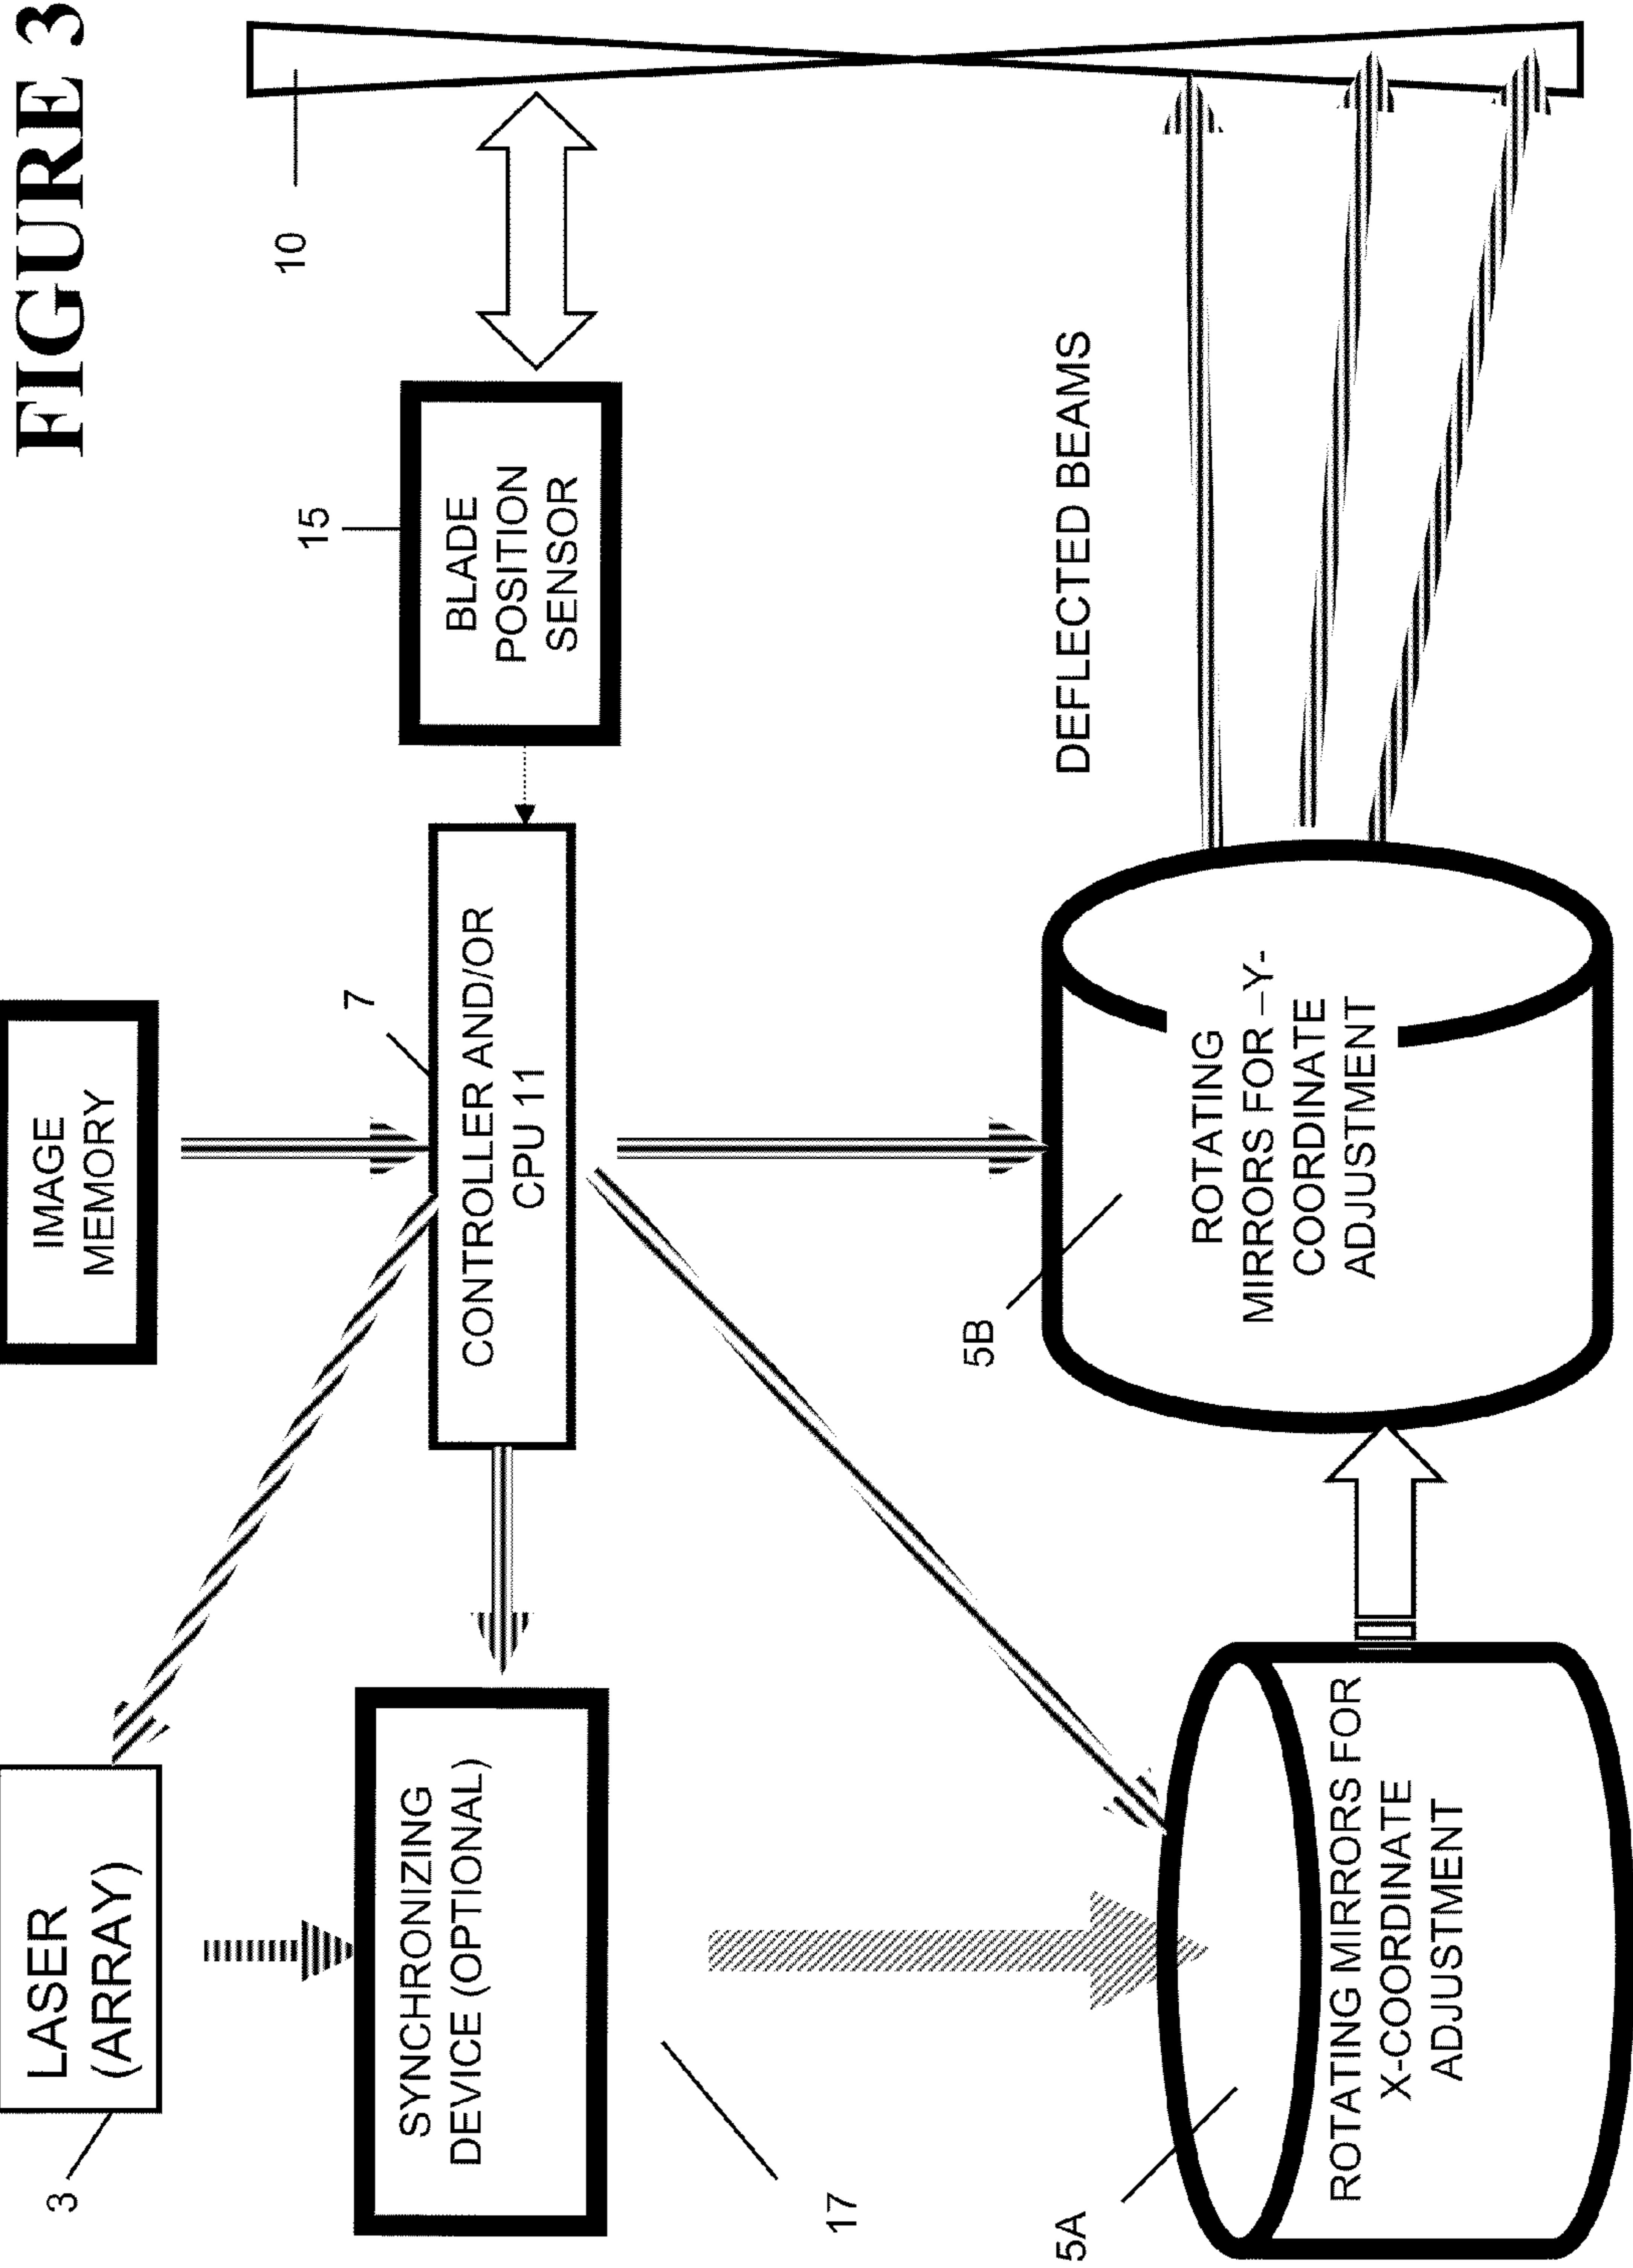 FIGURE 3
LASER
(ARRAY)
3
IMAGE
MEMORY
SYNCHRONIZING
DEVICE (OPTIONAL)
17
7
CONTROLLER AND/OR
CPU 11
15
BLADE
POSITION
SENSOR
10
5A
ROTATING MIRRORS FOR
X-COORDINATE
ADJUSTMENT
5B
ROTATING
MIRRORS FOR –Y-
COORDINATE
ADJUSTMENT
DEFLECTED BEAMS